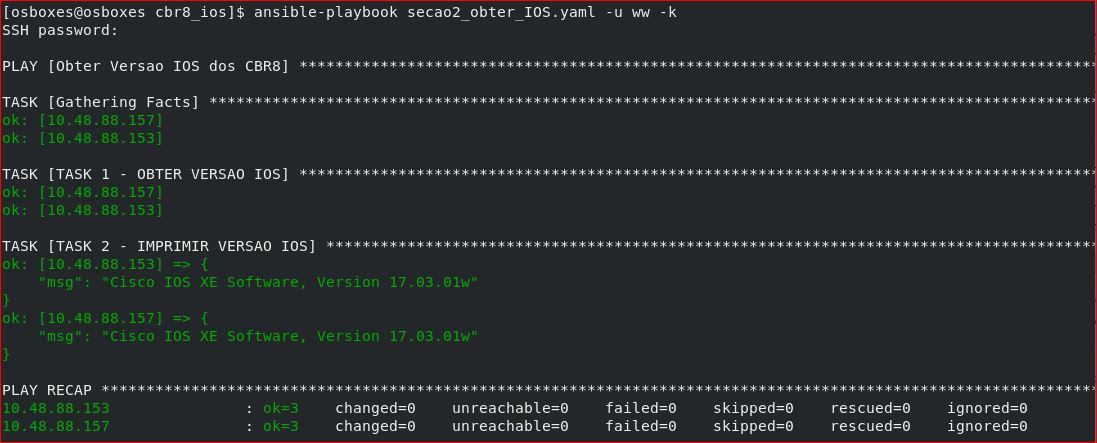 [osboxes@osboxes cbr8_ios]$ ansible-playbook secao2_obter_IOS.yaml -u ww -k
SSH password:
PLAY [Obter Versao IOS dos CBR8] *****************************************************************************************
TASK [Gathering Facts] ***************************************************************************************************
ok: [10.48.88.157]
ok: [10.48.88.153]
TASK [TASK 1 - OBTER VERSAO IOS] *****************************************************************************************
ok: [10.48.88.157]
ok: [10.48.88.153]
TASK [TASK 2 - IMPRIMIR VERSAO IOS] **************************************************************************************
ok: [10.48.88.153] => {
    "msg": "Cisco IOS XE Software, Version 17.03.01w"
}
ok: [10.48.88.157] => {
    "msg": "Cisco IOS XE Software, Version 17.03.01w"
}
PLAY RECAP ***************************************************************************************************************
10.48.88.153               : ok=3    changed=0    unreachable=0    failed=0    skipped=0    rescued=0    ignored=0
10.48.88.157               : ok=3    changed=0    unreachable=0    failed=0    skipped=0    rescued=0    ignored=0